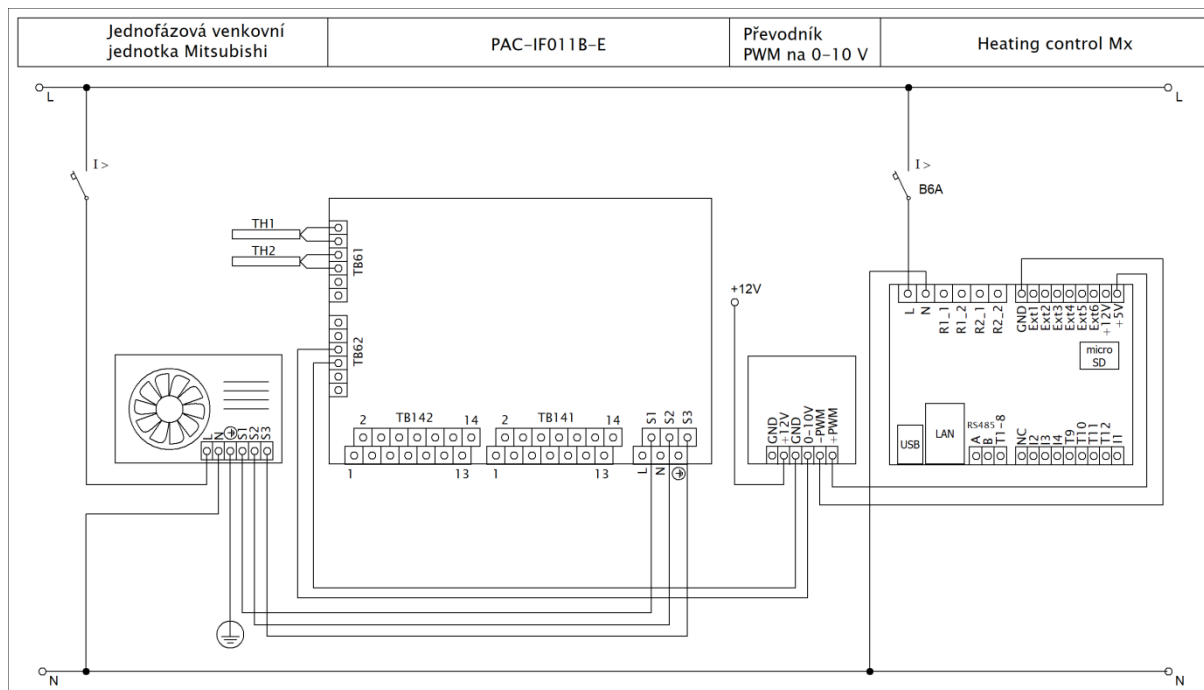 Jednofázová venkovní
jednotka Mitsubishi
PAC-IF011B-E
Převodník
PWM na 0-10 V
Heating control Mx
L
L
I >
I >
B6A
TH1
TH2
TB61
TB62
+12V
L
N
R1_1
R1_2
R2_1
R2_2
GND
Ext1
Ext2
Ext3
Ext4
Ext5
Ext6
+12V
+5V
micro
SD
L
N
S1
S2
S3
2 TB142 14
1 13
2 TB141 14
1 13
S1
S2
S3
L
N
GND
+12V
GND
0-10V
-PWM
+PWM
USB
LAN
RS485
A
B
T1-8
NC
I2
I3
I4
T9
T10
T11
T12
I1
N
N